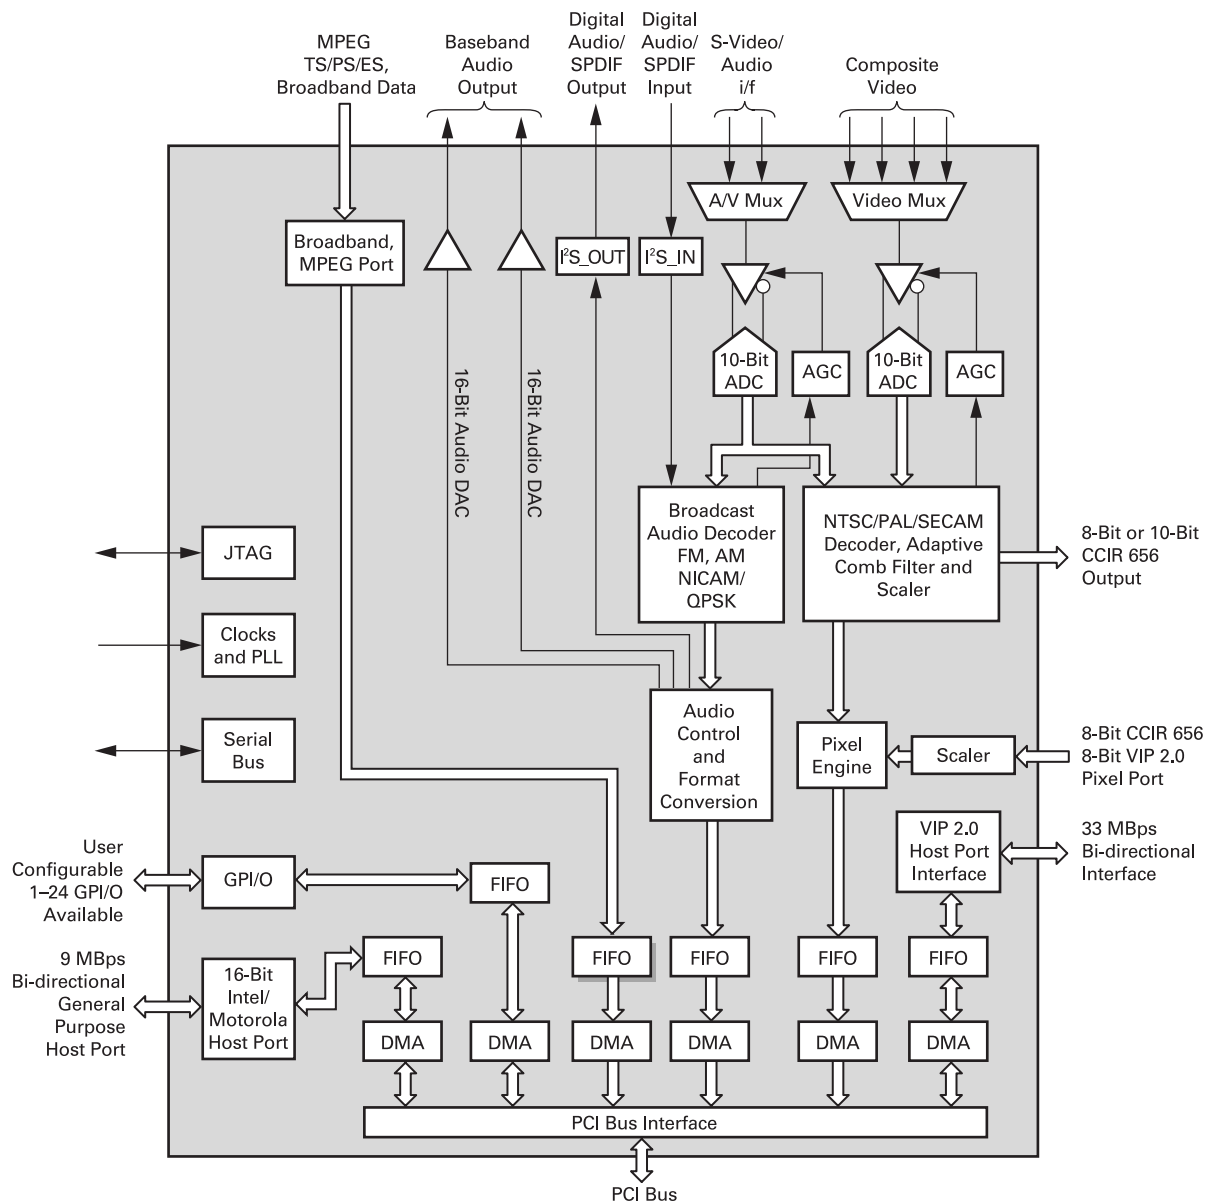 MPEG
TS/PS/ES,
Broadband Data
Baseband
Audio
Output
Digital
Audio/
SPDIF
Output
Digital
Audio/
SPDIF
Input
S-Video/
Audio
i/f
Composite
Video
A/V Mux
Video Mux
Broadband,
MPEG Port
I²S_OUT
I²S_IN
10-Bit
ADC
AGC
10-Bit
ADC
AGC
16-Bit Audio DAC
16-Bit Audio DAC
Broadcast
Audio Decoder
FM, AM
NICAM/
QPSK
NTSC/PAL/SECAM
Decoder, Adaptive
Comb Filter and
Scaler
8-Bit or 10-Bit
CCIR 656
Output
JTAG
Clocks
and PLL
Serial
Bus
Audio
Control
and
Format
Conversion
Pixel
Engine
Scaler
8-Bit CCIR 656
8-Bit VIP 2.0
Pixel Port
VIP 2.0
Host Port
Interface
33 MBps
Bi-directional
Interface
User
Configurable
1–24 GPI/O
Available
GPI/O
FIFO
9 MBps
Bi-directional
General
Purpose
Host Port
16-Bit
Intel/
Motorola
Host Port
FIFO
FIFO
FIFO
FIFO
FIFO
DMA
DMA
DMA
DMA
DMA
DMA
PCI Bus Interface
PCI Bus